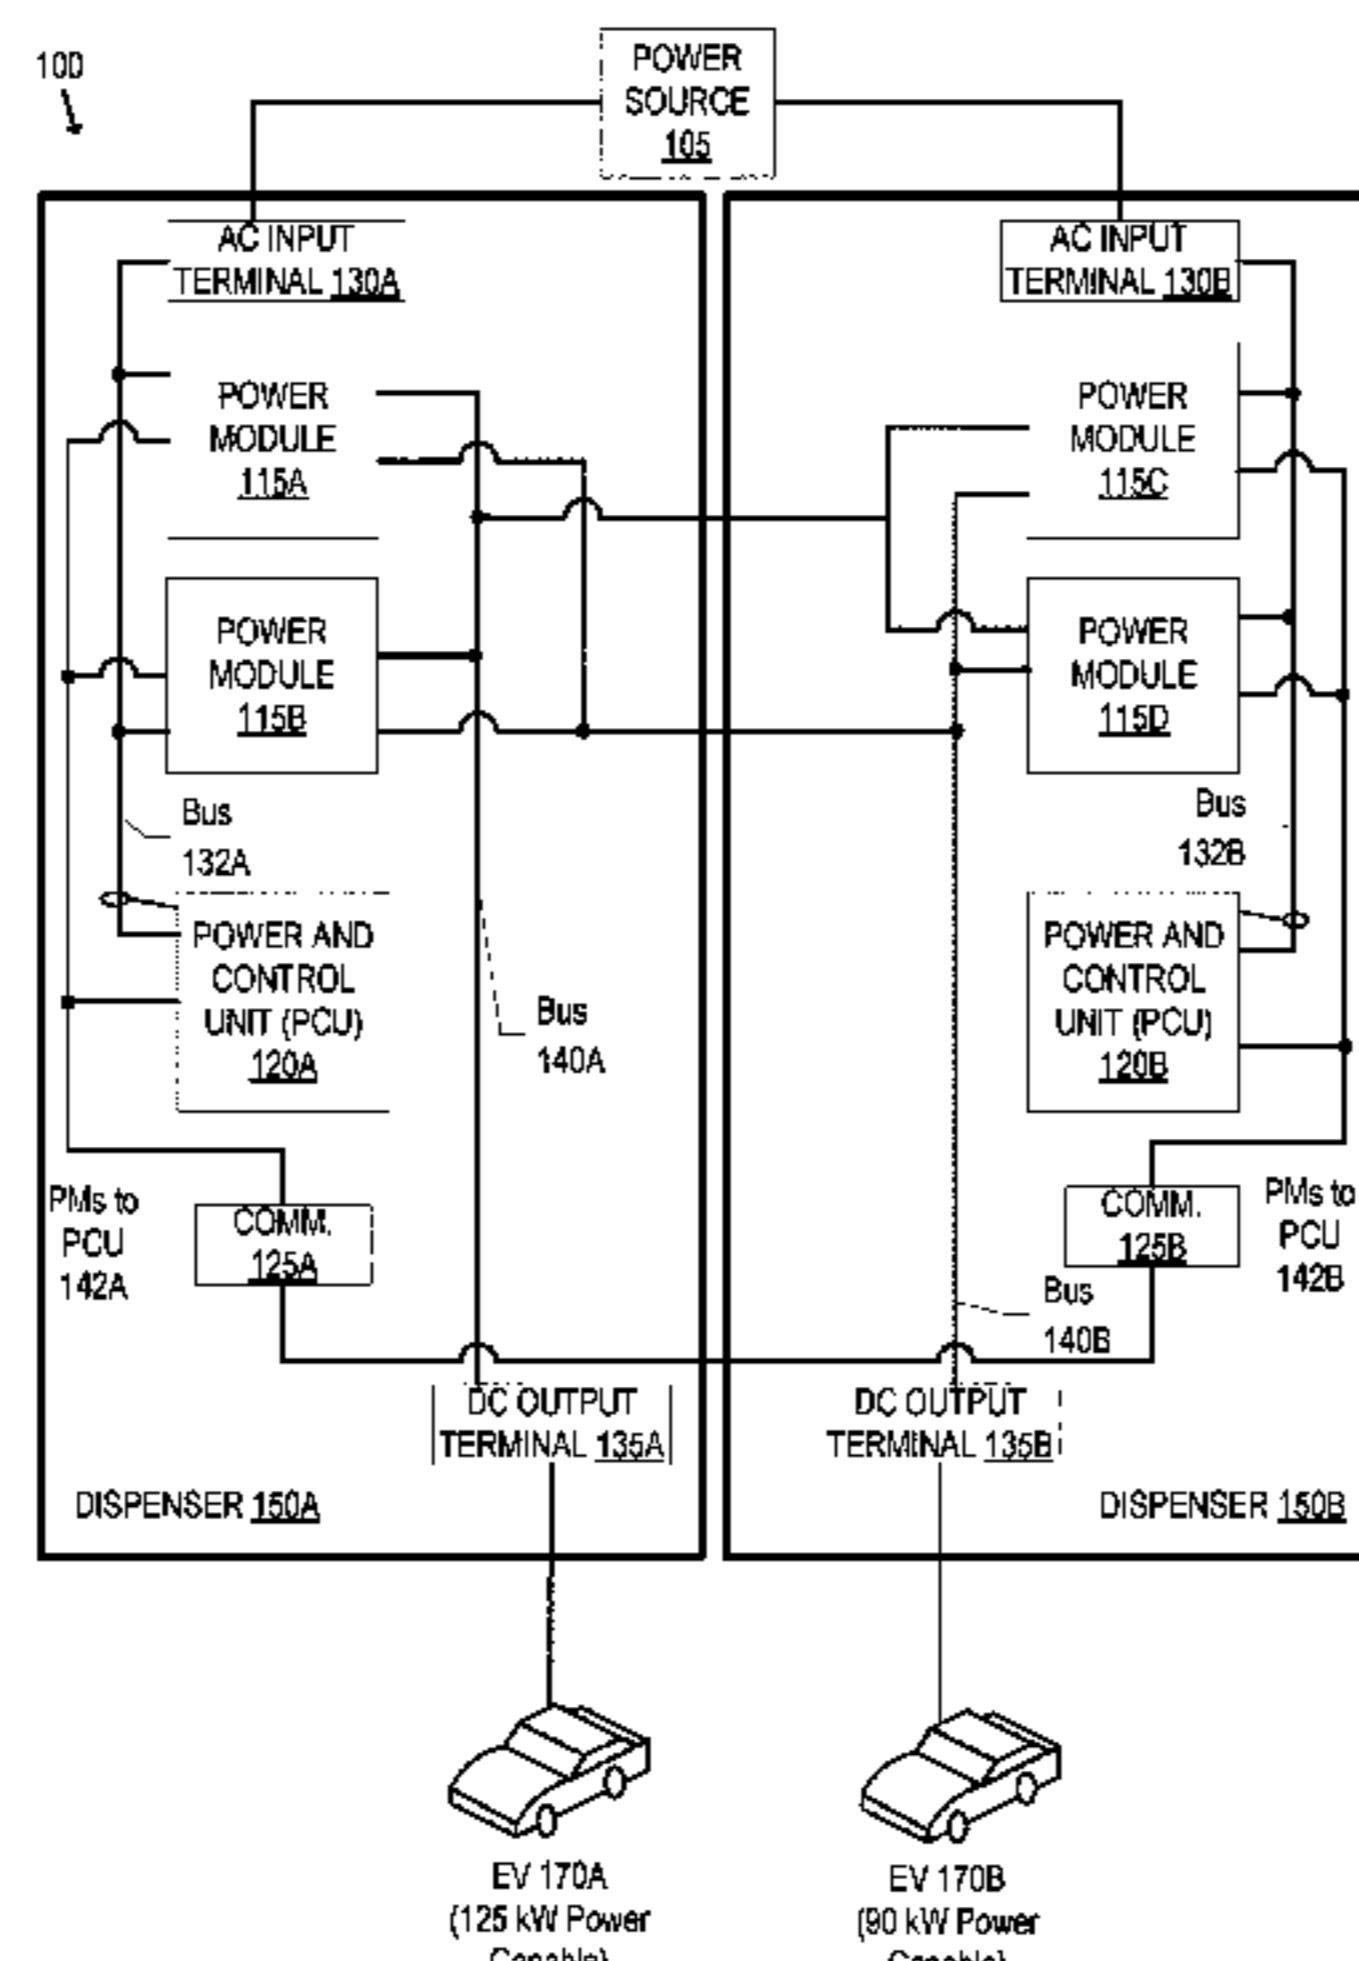 100
POWER
SOURCE
105
AC INPUT
TERMINAL 130A
AC INPUT
TERMINAL 130B
POWER
MODULE
115A
POWER
MODULE
115C
POWER
MODULE
115B
POWER
MODULE
115D
Bus
132A
Bus
132B
POWER AND
CONTROL
UNIT (PCU)
120A
Bus
140A
POWER AND
CONTROL
UNIT (PCU)
120B
PMs to
PCU
142A
COMM.
125A
COMM.
125B
PMs to
PCU
142B
Bus
140B
DC OUTPUT
TERMINAL 135A
DC OUTPUT
TERMINAL 135B
DISPENSER 150A
DISPENSER 150B
EV 170A
(125 kW Power
Capable)
EV 170B
(90 kW Power
Capable)